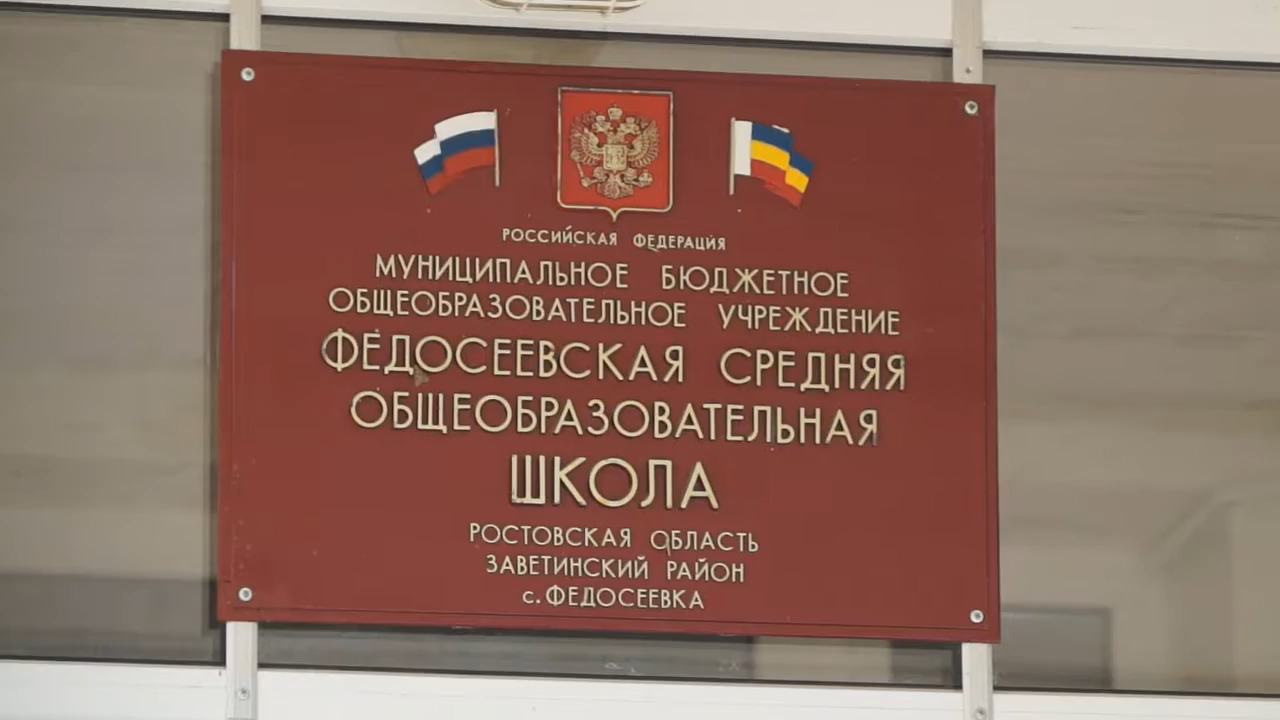 РОССИЙСКАЯ ФЕДЕРАЦИЯ
МУНИЦИПАЛЬНОЕ БЮДЖЕТНОЕ
ОБЩЕОБРАЗОВАТЕЛЬНОЕ УЧРЕЖДЕНИЕ
ФЕДОСЕЕВСКАЯ СРЕДНЯЯ
ОБЩЕОБРАЗОВАТЕЛЬНАЯ
ШКОЛА
РОСТОВСКАЯ ОБЛАСТЬ
ЗАВЕТИНСКИЙ РАЙОН
с. ФЕДОСЕЕВКА